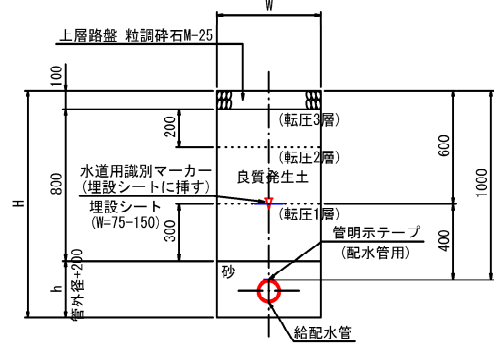 W
上層路盤 粒調砕石M-25
100
(転圧3層)
200
(転圧2層)
600
1000
水道用識別マーカー
(埋設シートに挿す)
良質発生土
H
800
埋設シート
(W=75-150)
(転圧1層)
300
400
管明示テープ
(配水管用)
砂
h
管外径+200
給配水管